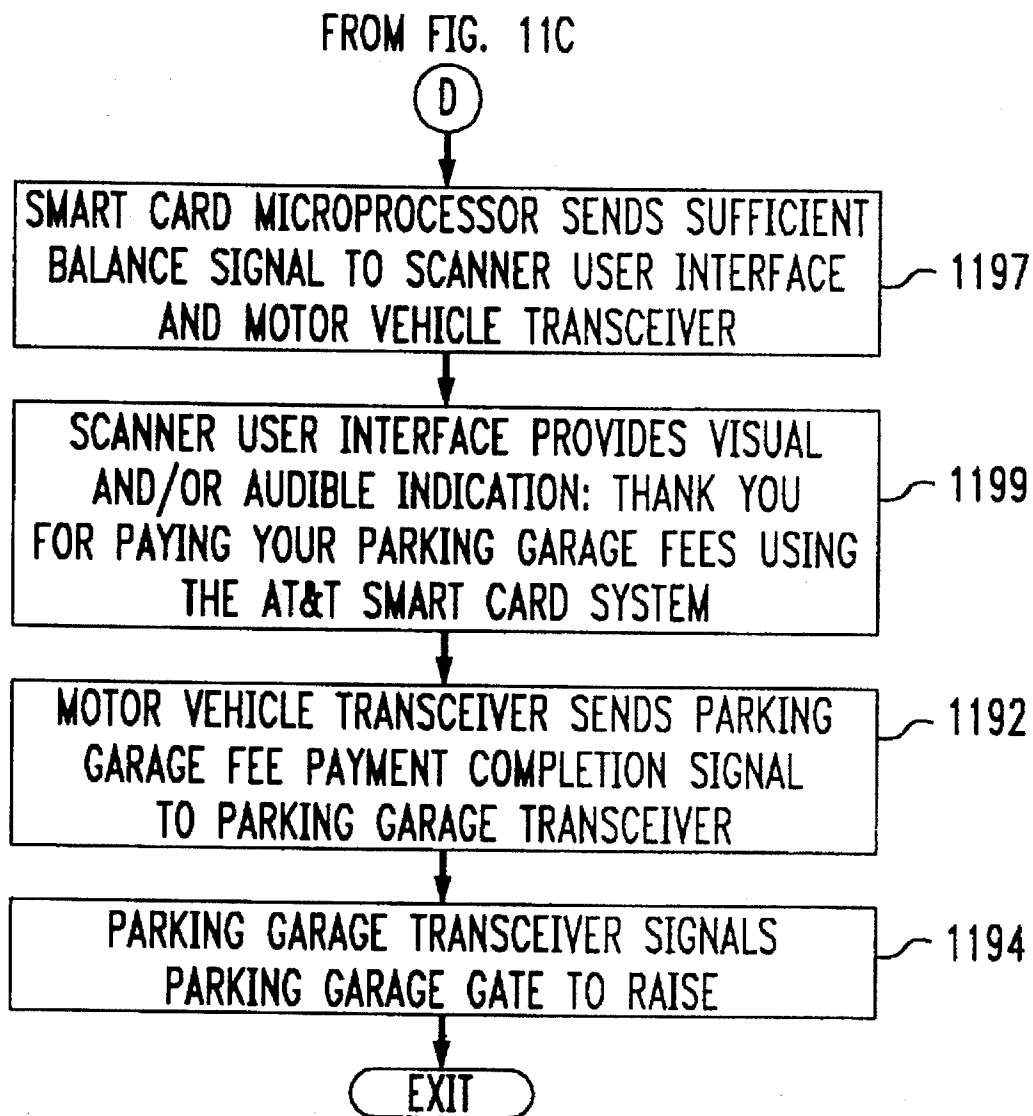 FROM FIG. 11C
D
SMART CARD MICROPROCESSOR SENDS SUFFICIENT
BALANCE SIGNAL TO SCANNER USER INTERFACE
AND MOTOR VEHICLE TRANSCEIVER
1197
SCANNER USER INTERFACE PROVIDES VISUAL
AND/OR AUDIBLE INDICATION: THANK YOU
FOR PAYING YOUR PARKING GARAGE FEES USING
THE AT&T SMART CARD SYSTEM
1199
MOTOR VEHICLE TRANSCEIVER SENDS PARKING
GARAGE FEE PAYMENT COMPLETION SIGNAL
TO PARKING GARAGE TRANSCEIVER
1192
PARKING GARAGE TRANSCEIVER SIGNALS
PARKING GARAGE GATE TO RAISE
1194
EXIT